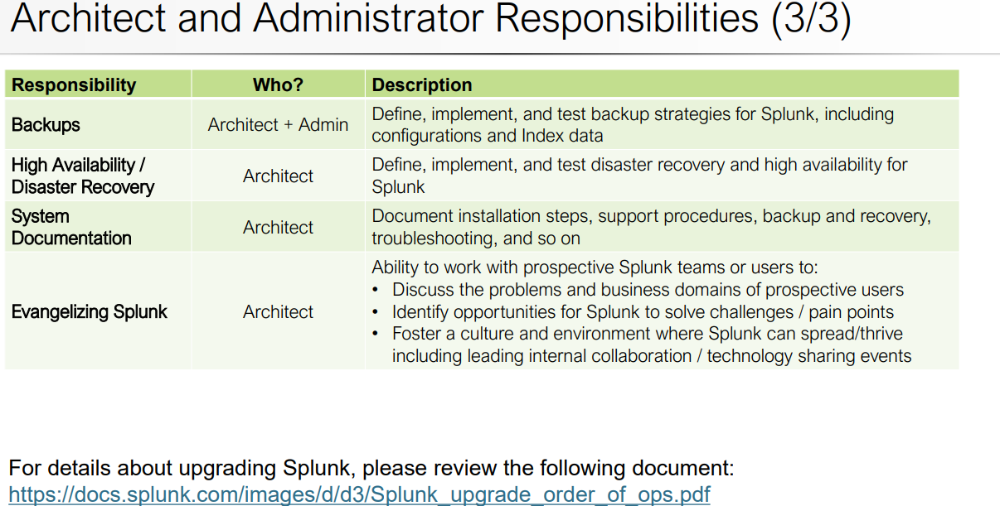 Architect and Administrator Responsibilities (3/3)
Responsibility Who? Description
Backups Architect + Admin Define, implement, and test backup strategies for Splunk, including
configurations and Index data
High Availability / Architect Define, implement, and test disaster recovery and high availability for
Disaster Recovery Splunk
System Architect Document installation steps, support procedures, backup and recovery,
Documentation troubleshooting, and so on
Evangelizing Splunk Architect Ability to work with prospective Splunk teams or users to:
• Discuss the problems and business domains of prospective users
• Identify opportunities for Splunk to solve challenges / pain points
• Foster a culture and environment where Splunk can spread/thrive
including leading internal collaboration / technology sharing events
For details about upgrading Splunk, please review the following document:
https://docs.splunk.com/images/d/d3/Splunk_upgrade_order_of_ops.pdf